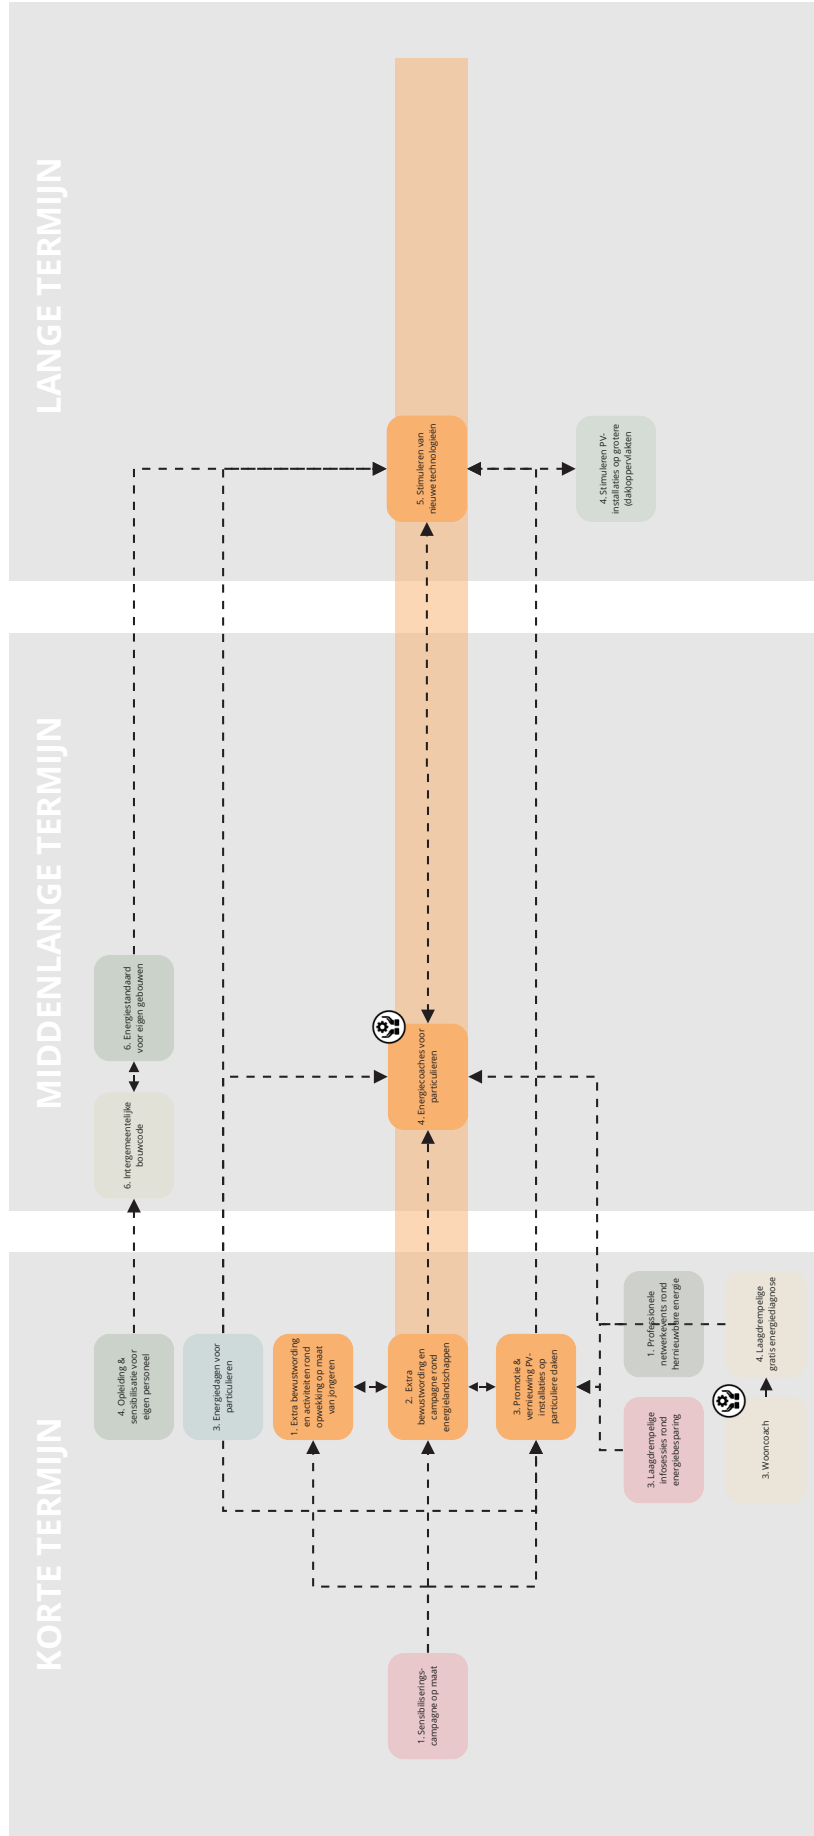 KORTE TERMIJN
MIDDENLANGE TERMIJN
LANGE TERMIJN
1. Sensibiliserings-
campagne op maat
4. Opleiding &
sensibilisatie voor
eigen personeel
3. Energiedagen voor
particulieren
1. Extra bewustwording
en activiteiten rond
opwekking op maat
van jongeren
2. Extra
bewustwording en
campagne rond
energielandschappen
3. Promotie &
vernieuwing PV-
installaties op
particuliere daken
3. Laagdrempelige
infosessies rond
energiebesparing
1. Professionele
netwerkevents rond
hernieuwbare energie
3. Wooncoach
4. Laagdrempelige
gratis energiediagnose
6. Intergemeentelijke
bouwcode
6. Energiestandaard
voor eigen gebouwen
4. Energiecoaches voor
particulieren
5. Stimuleren van
nieuwe technologieën
4. Stimuleren PV-
installaties op grotere
(dak)oppervlakten